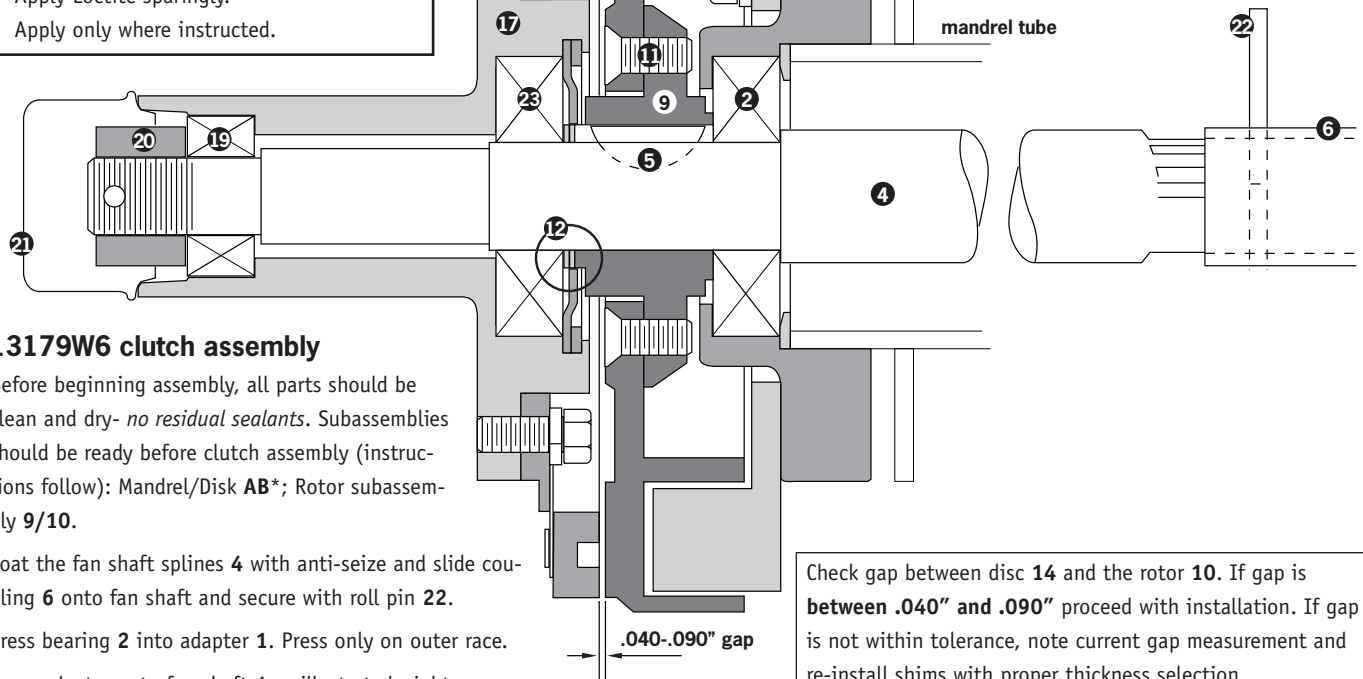 Apply Loctite sparingly.
Apply only where instructed.
17
11
mandrel tube
22
23
9
2
20
19
5
6
4
12
21
.3179W6 clutch assembly
efore beginning assembly, all parts should be
lean and dry- no residual sealants. Subassemblies
hould be ready before clutch assembly (instruc-
ions follow): Mandrel/Disk AB*; Rotor subassem-
ly 9/10.
oat the fan shaft splines 4 with anti-seize and slide cou-
ling 6 onto fan shaft and secure with roll pin 22.
ress bearing 2 into adapter 1. Press only on outer race.
.040-.090" gap
Check gap between disc 14 and the rotor 10. If gap is
between .040" and .090" proceed with installation. If gap
is not within tolerance, note current gap measurement and
re-install shims with proper thickness selection.